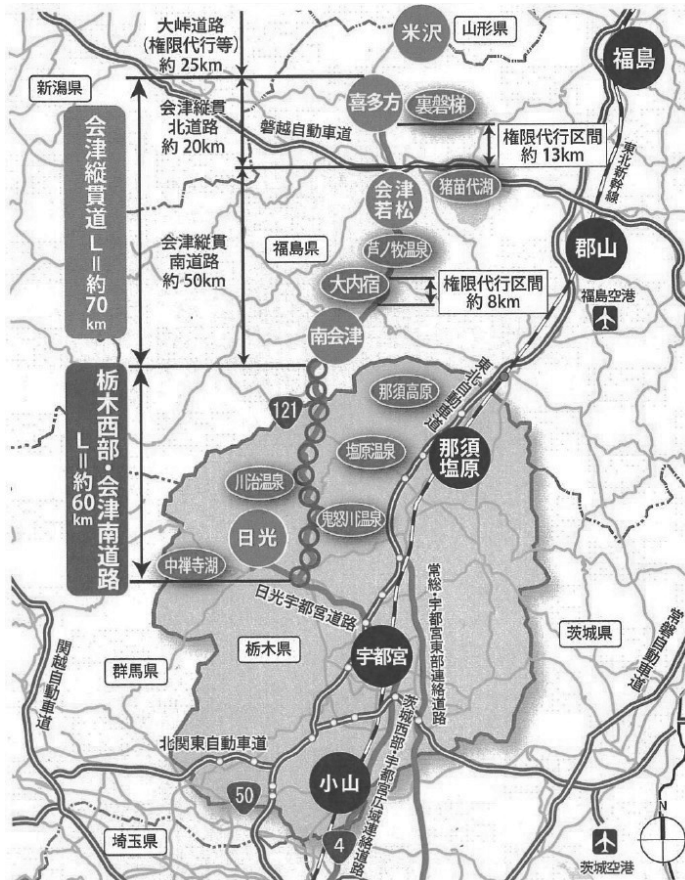 大峠道路
(権限代行等)
約25km
米沢
山形県
福島
新潟県
喜多方
裏磐梯
会津縦貫
北道路
約20km
磐越自動車道
権限代行区間
約13km
東北新幹線
会津縦貫道
L=約
70
km
会津
若松
猪苗代湖
会津縦貫
南道路
約50km
福島県
芦ノ牧温泉
郡山
大内宿
権限代行区間
約8km
福島空港
南会津
栃木西部・会津南道路
L=約
60
km
121
那須高原
東北自動車道
塩原温泉
那須
塩原
川治温泉
鬼怒川温泉
日光
中禅寺湖
日光宇都宮道路
常総・宇都宮東部連絡道路
栃木県
宇都宮
茨城県
常磐自動車道
群馬県
関越自動車道
北関東自動車道
茨城西部・宇都宮広域連絡道路
小山
50
4
埼玉県
N
茨城空港